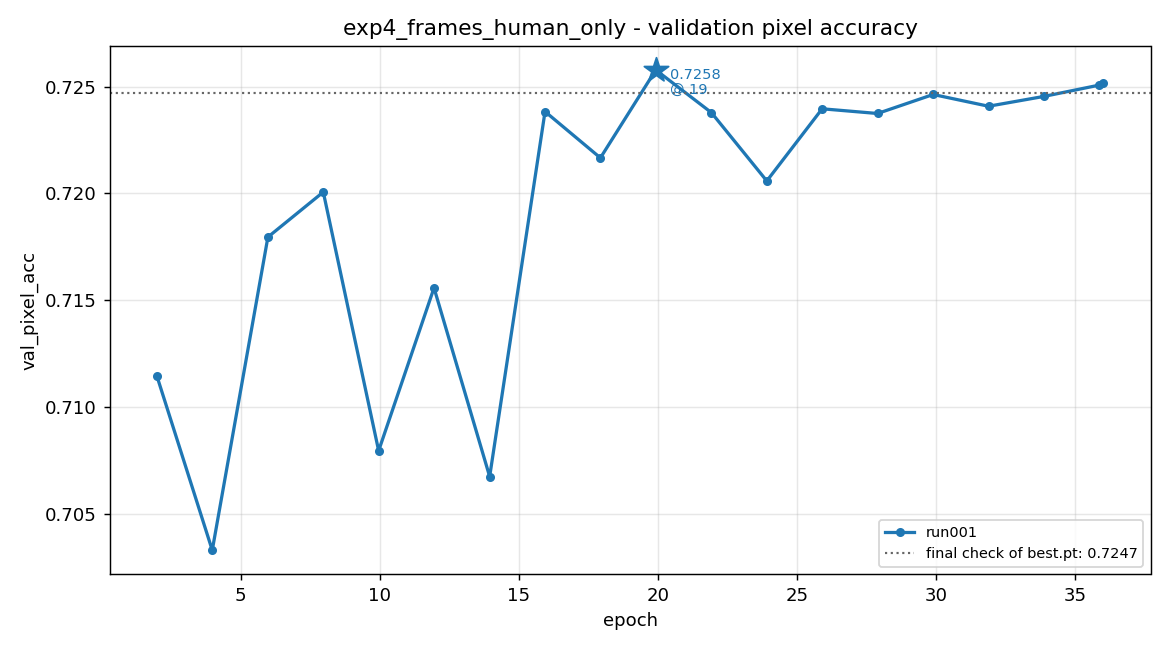 exp4_frames_human_only - validation pixel accuracy
0.7258
@ 19
0.725
0.720
0.715
0.710
0.705
val_pixel_acc
run001
final check of best.pt: 0.7247
5
10
15
20
25
30
35
epoch